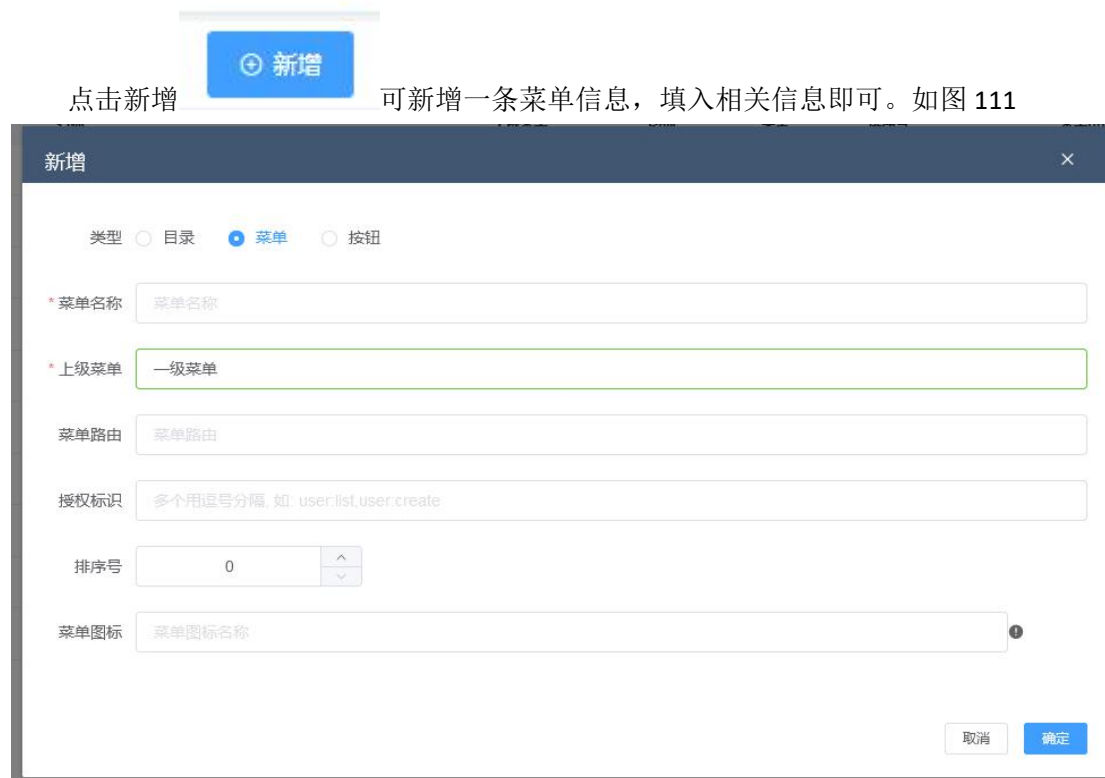 点击新增 ⊕ 新增 可新增一条菜单信息，填入相关信息即可。如图 111
新增 ×
类型 目录 菜单 按钮
* 菜单名称 菜单名称
* 上级菜单 一级菜单
菜单路由 菜单路由
授权标识 多个用逗号分隔, 如: user:list,user:create
排序号 0
菜单图标 菜单图标名称
取消 确定